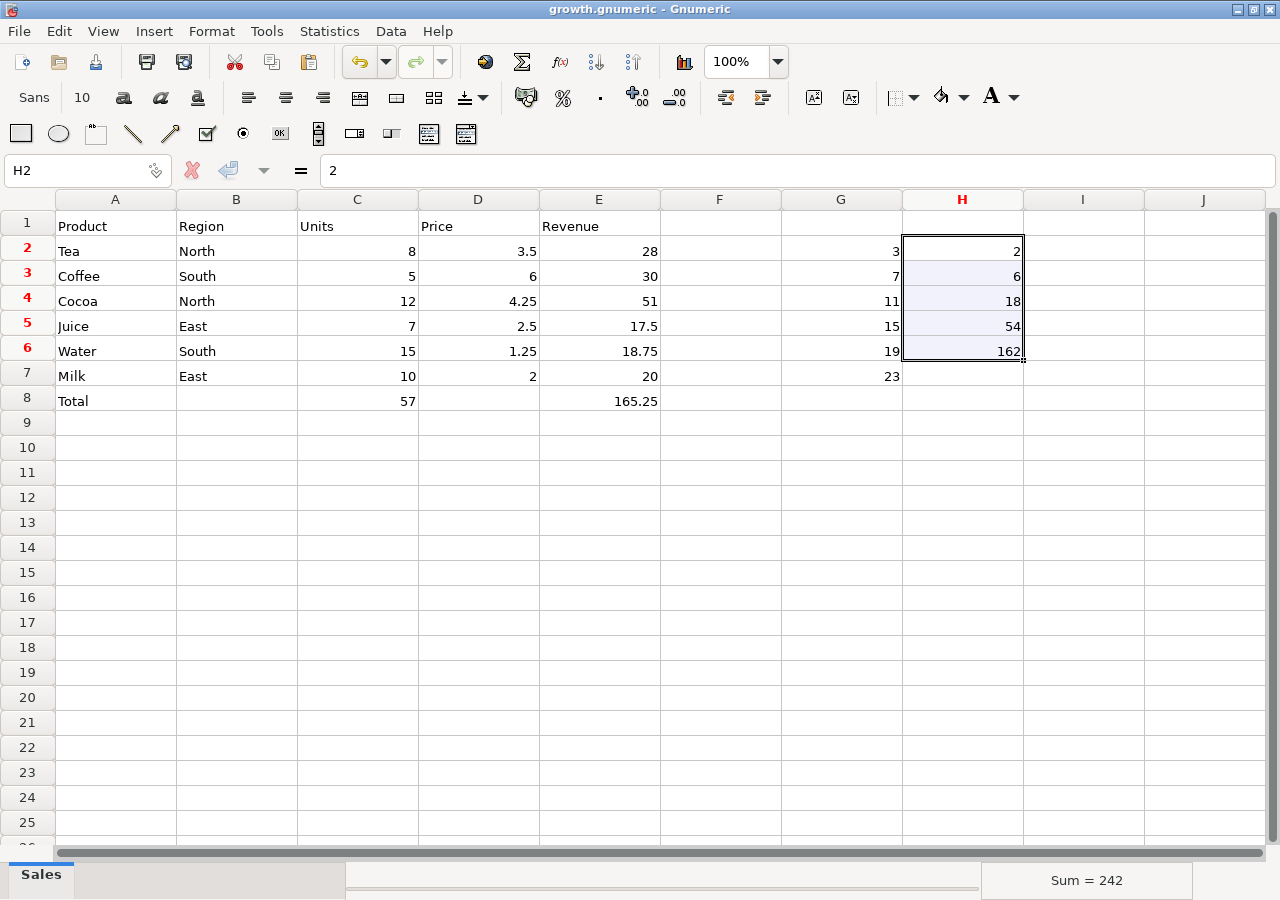 growth.gnumeric - Gnumeric
File Edit View Insert Format Tools Statistics Data Help
f(x) 100%
Sans 10 a a a % . +.00 .00 A A A
OK
H2 = 2
A B C D E F G H I J
1 Product Region Units Price Revenue
2 Tea North 8 3.5 28 3 2
3 Coffee South 5 6 30 7 6
4 Cocoa North 12 4.25 51 11 18
5 Juice East 7 2.5 17.5 15 54
6 Water South 15 1.25 18.75 19 162
7 Milk East 10 2 20 23
8 Total 57 165.25
9
10
11
12
13
14
15
16
17
18
19
20
21
22
23
24
25
Sales Sum = 242